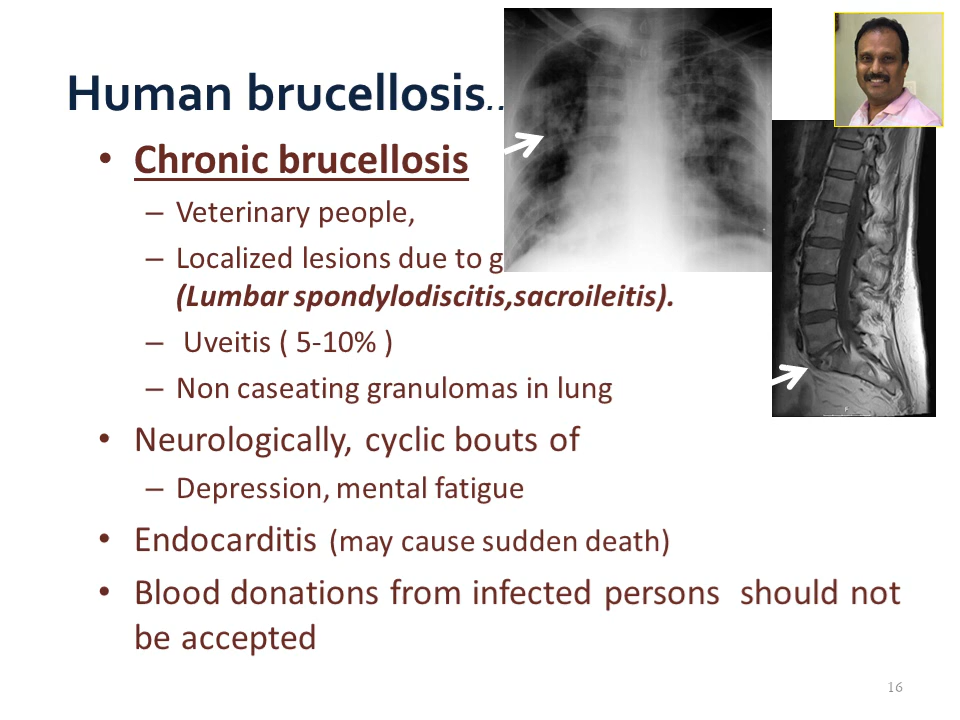 Human brucellosis..
• Chronic brucellosis
– Veterinary people,
– Localized lesions due to
(Lumbar spondylodiscitis,sacroileitis).
– Uveitis ( 5-10% )
– Non caseating granulomas in lung
• Neurologically, cyclic bouts of
– Depression, mental fatigue
• Endocarditis (may cause sudden death)
• Blood donations from infected persons should not
be accepted
16